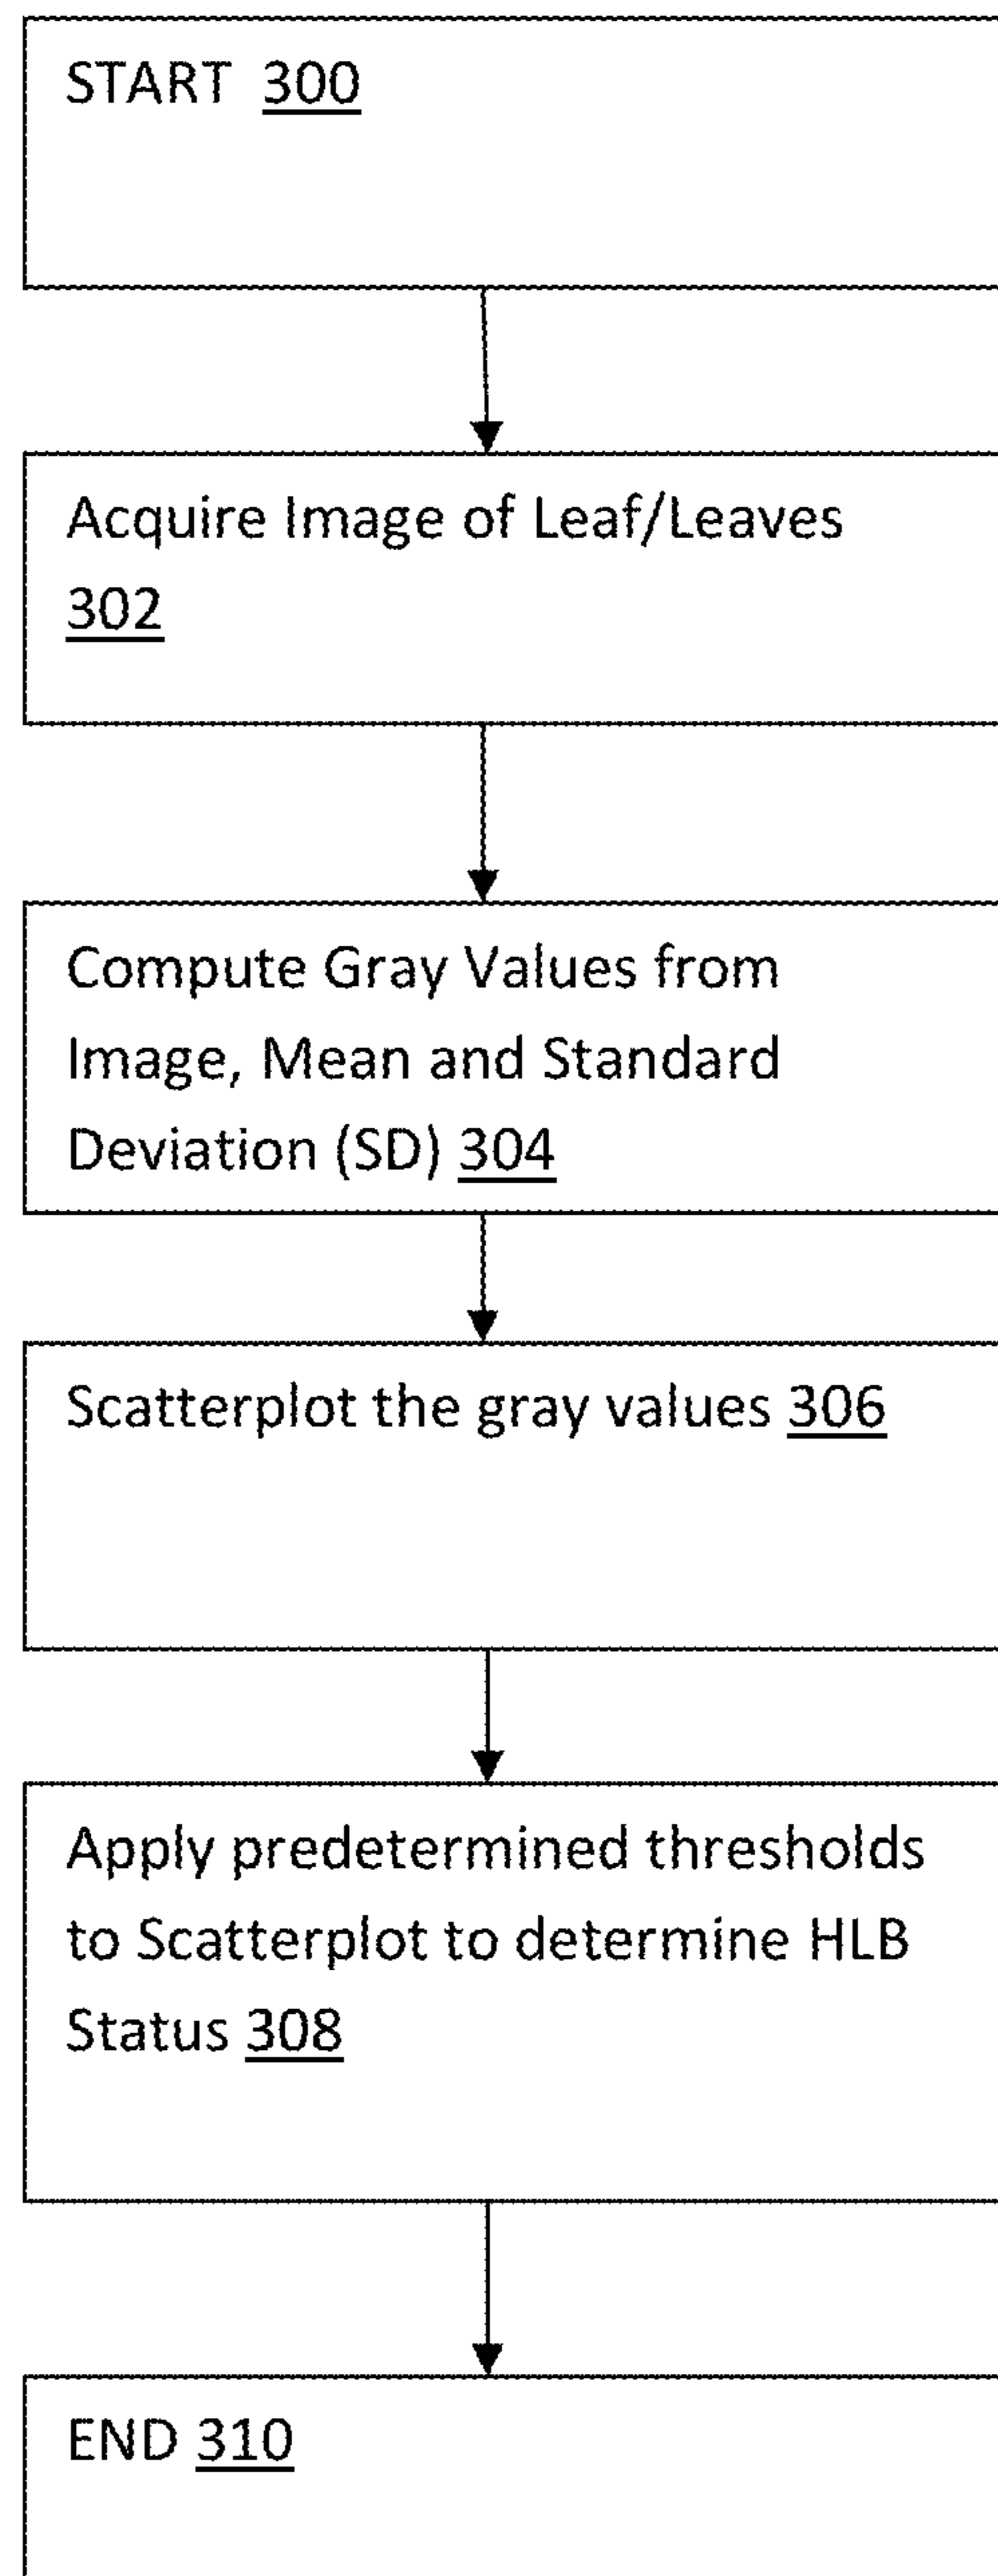 START 300
Acquire Image of Leaf/Leaves
302
Compute Gray Values from
Image, Mean and Standard
Deviation (SD) 304
Scatterplot the gray values 306
Apply predetermined thresholds
to Scatterplot to determine HLB
Status 308
END 310